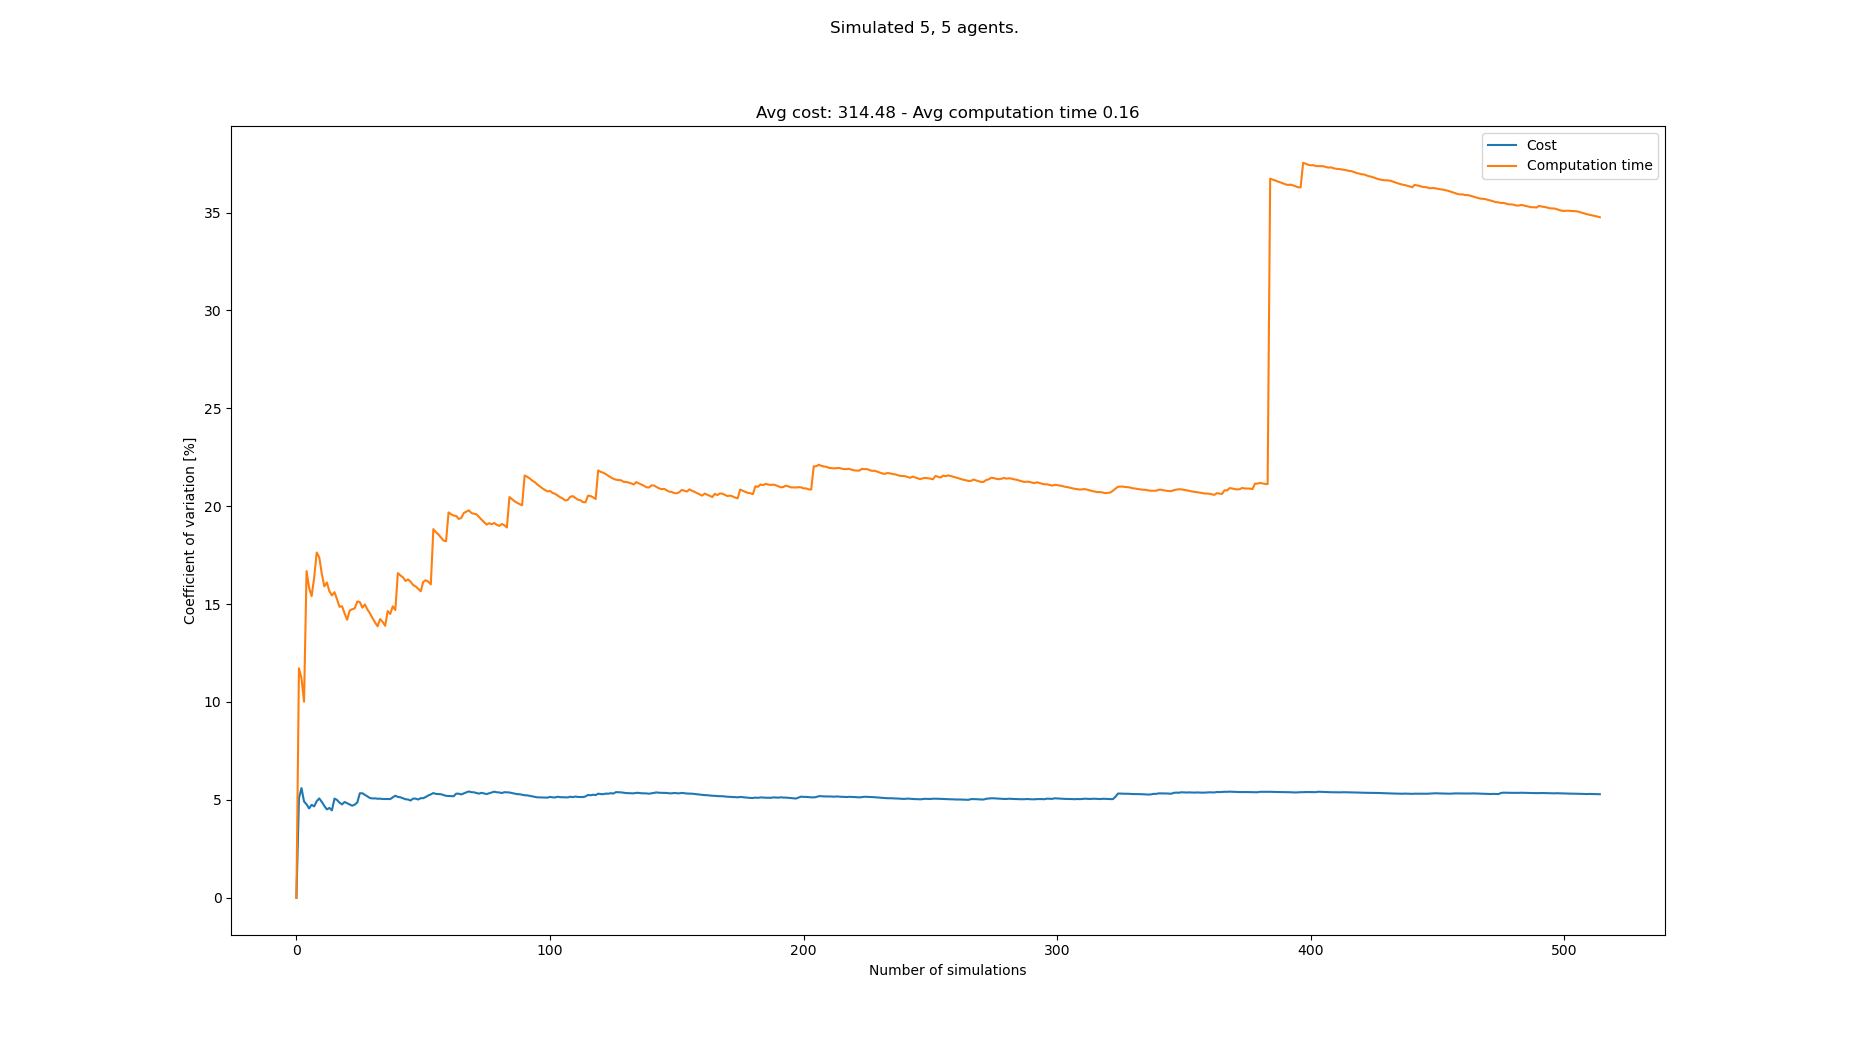 Simulated 5, 5 agents.
Avg cost: 314.48 - Avg computation time 0.16
Cost
Computation time
35
30
25
20
15
10
5
0
Coefficient of variation [%]
0 100 200 300 400 500
Number of simulations